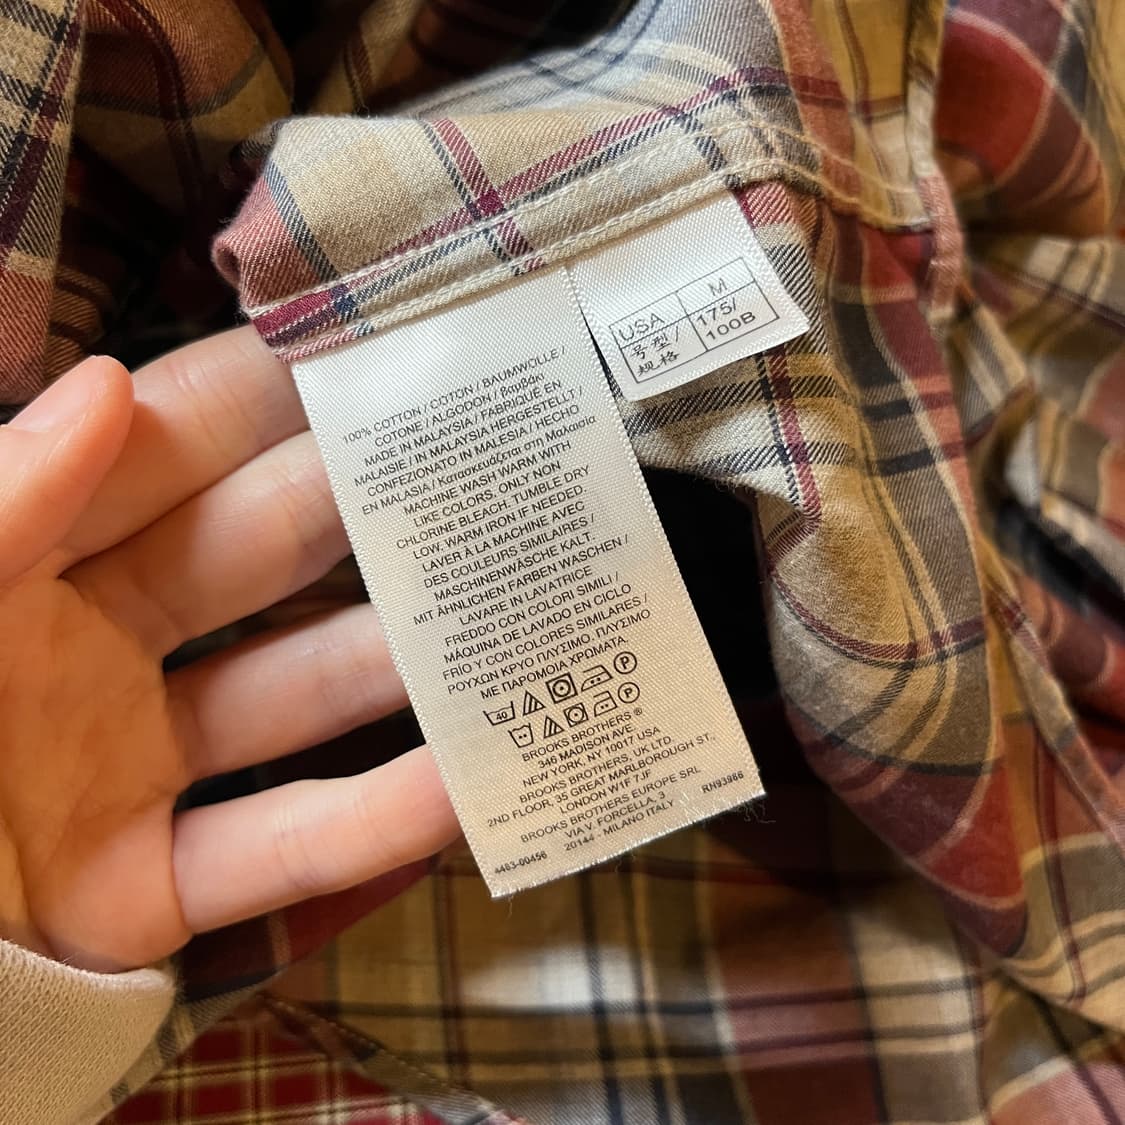 100% COTTON / COTON / BAUMWOLLE /
COTONE / ALGODON / βαμβάκι
MADE IN MALAYSIA / FABRIQUÉ EN
MALAISIE / IN MALAYSIA HERGESTELLT /
CONFEZIONATO IN MALESIA / HECHO
EN MALASIA / Κατασκευάζεται στη Μαλαισία
MACHINE WASH WARM WITH
LIKE COLORS. ONLY NON
CHLORINE BLEACH. TUMBLE DRY
LOW. WARM IRON IF NEEDED.
LAVER À LA MACHINE AVEC
DES COULEURS SIMILAIRES /
MASCHINENWÄSCHE KALT.
MIT ÄHNLICHEN FARBEN WASCHEN /
LAVARE IN LAVATRICE
FREDDO CON COLORI SIMILI /
MÁQUINA DE LAVADO EN CICLO
FRÍO Y CON COLORES SIMILARES /
ΡΟΥΧΩΝ ΚΡΥΟ ΠΛΥΣΙΜΟ. ΠΛΥΣΙΜΟ
ΜΕ ΠΑΡΟΜΟΙΑ ΧΡΩΜΑΤΑ.
40 P
P
BROOKS BROTHERS ®
346 MADISON AVE.
NEW YORK, NY 10017 USA
BROOKS BROTHERS, UK LTD.
2ND FLOOR, 35 GREAT MARLBOROUGH ST.,
LONDON W1F 7JF
BROOKS BROTHERS EUROPE SRL
VIA V. FORCELLA, 3
20144 - MILANO ITALY
4483-00456
RN93966
USA M
号型/ 175/
规格 100B